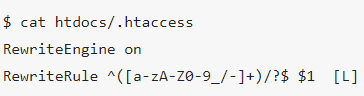 $ cat htdocs/.htaccess
RewriteEngine on
RewriteRule ^([a-zA-Z0-9_/-]+)/?$ $1  [L]